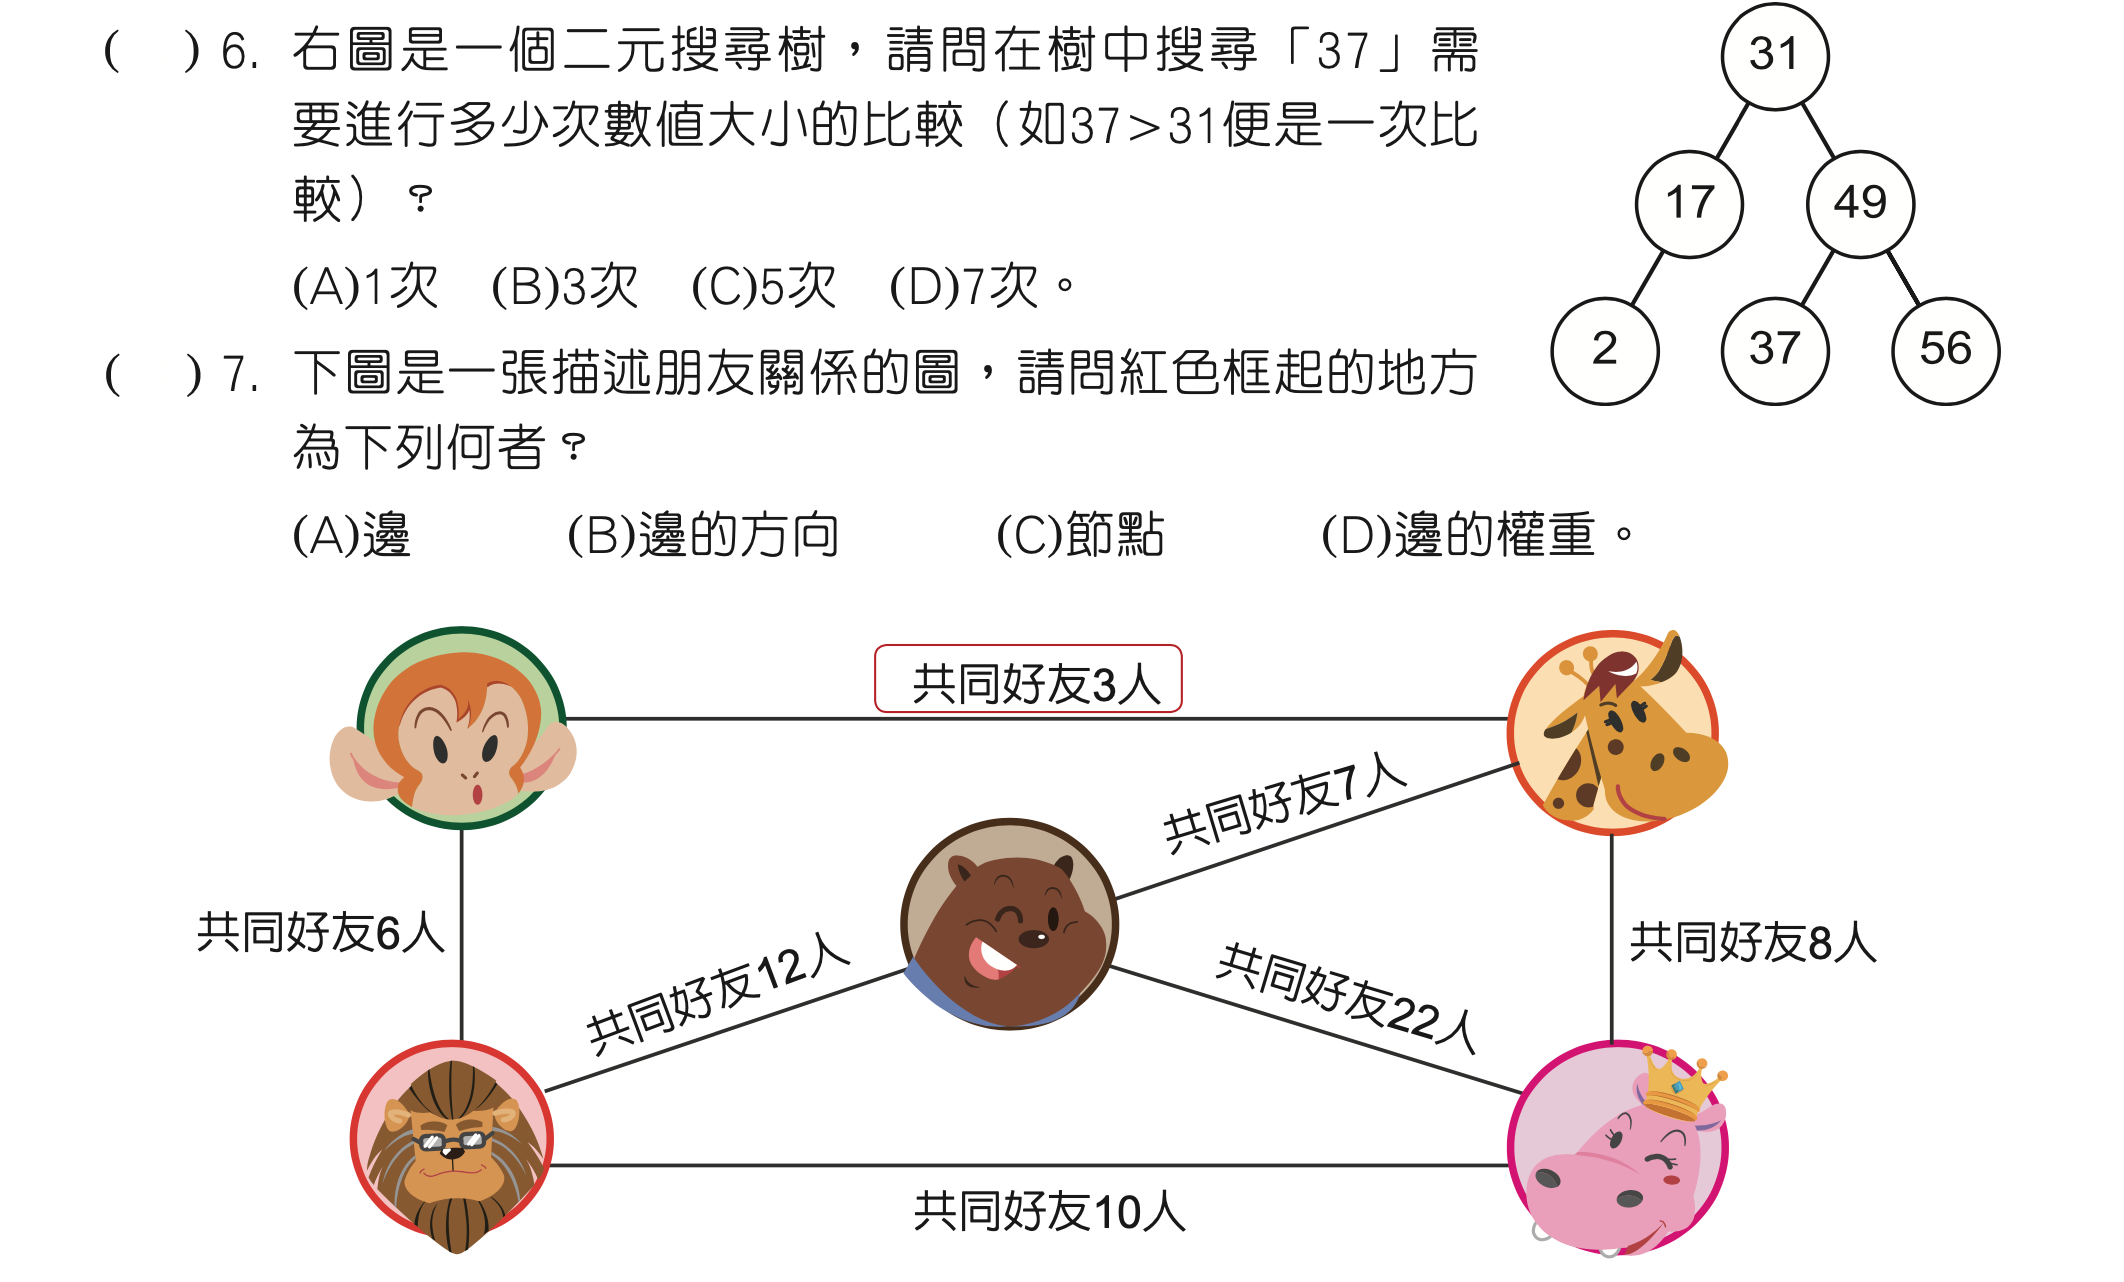 (　) 6. 右圖是一個二元搜尋樹，請問在樹中搜尋「37」需
要進行多少次數值大小的比較（如37>31便是一次比
較）？
(A)1次　(B)3次　(C)5次　(D)7次。
31
17
49
2
37
56
(　) 7. 下圖是一張描述朋友關係的圖，請問紅色框起的地方
為下列何者？
(A)邊　(B)邊的方向　(C)節點　(D)邊的權重。
共同好友3人
共同好友7人
共同好友6人
共同好友12人
共同好友22人
共同好友8人
共同好友10人